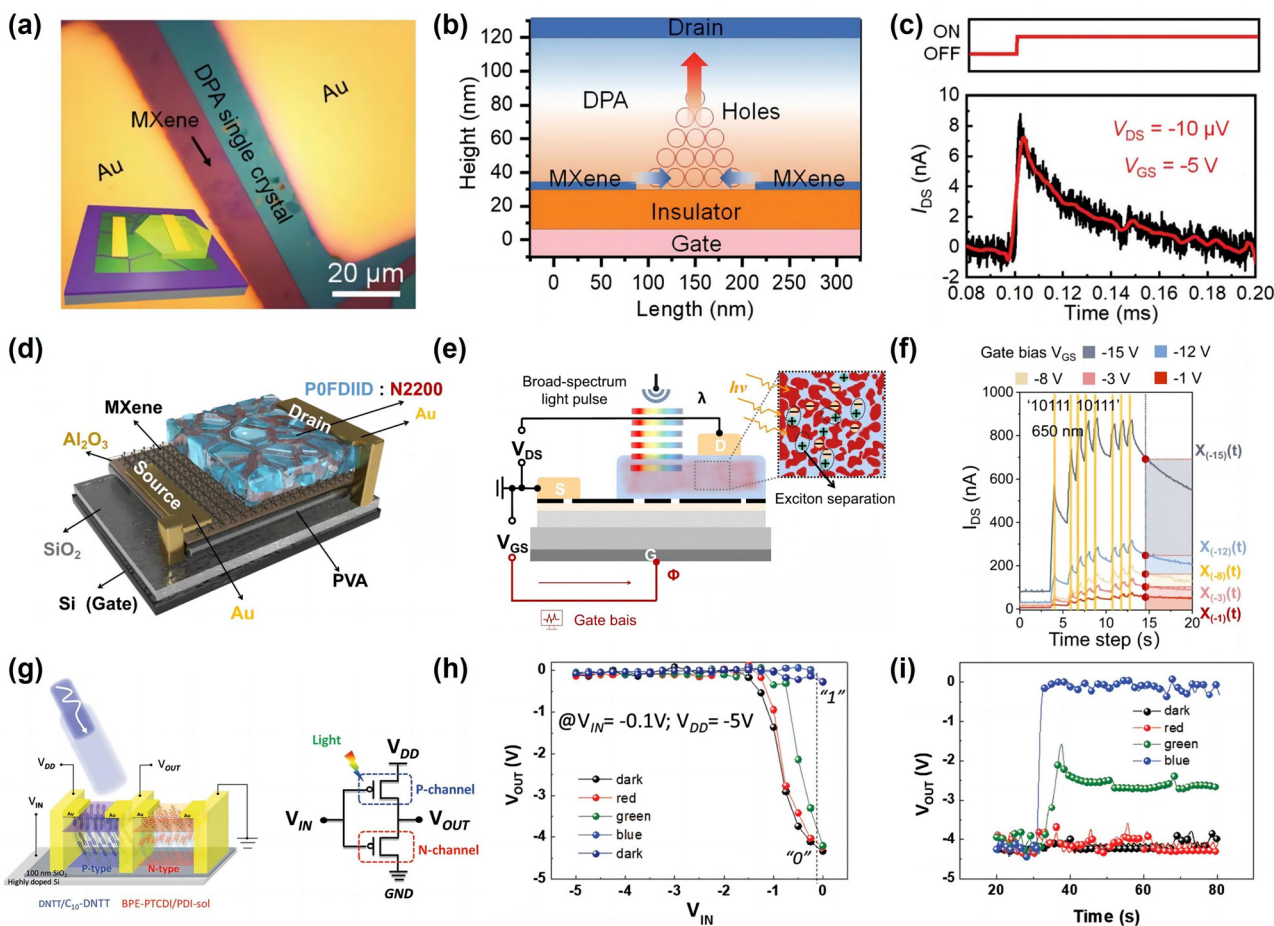 (a)
Au
MXene
DPA single crystal
Au
20 μm
(b)
Height (nm)
120
100
80
60
40
20
0
Drain
DPA
Holes
MXene
MXene
Insulator
Gate
0
50
100
150
200
250
300
Length (nm)
(c)
ON
OFF
I_DS (nA)
8
6
4
2
0
-2
V_DS = -10 μV
V_GS = -5 V
0.08
0.10
0.12
0.14
0.16
0.18
0.20
Time (ms)
(d)
P0FDIID : N2200
MXene
Drain
Au
Al₂O₃
Source
SiO₂
PVA
Si (Gate)
Au
(e)
Broad-spectrum
light pulse
λ
hν
V_DS
D
S
Exciton separation
V_GS
G
Φ
Gate bais
(f)
Gate bias V_GS
-15 V
-12 V
-8 V
-3 V
-1 V
1000
800
600
400
200
0
I_DS (nA)
‘10111 10111’
650 nm
X_(-15)(t)
X_(-12)(t)
X_(-8)(t)
X_(-3)(t)
X_(-1)(t)
0
5
10
15
20
Time step (s)
(g)
V_DD
V_OUT
V_IN
Au
Au
Au
Au
P-type
N-type
100 nm SiO₂
Highly doped Si
DNTT/C₁₀-DNTT
BPE-PTCDI/PDI-sol
Light
V_DD
P-channel
V_IN
V_OUT
N-channel
GND
(h)
V_OUT (V)
0
-1
-2
-3
-4
-5
@V_IN= -0.1V; V_DD= -5V
“1”
dark
red
green
blue
dark
“0”
-5
-4
-3
-2
-1
0
V_IN
(i)
V_OUT (V)
0
-1
-2
-3
-4
-5
dark
red
green
blue
20
40
60
80
Time (s)